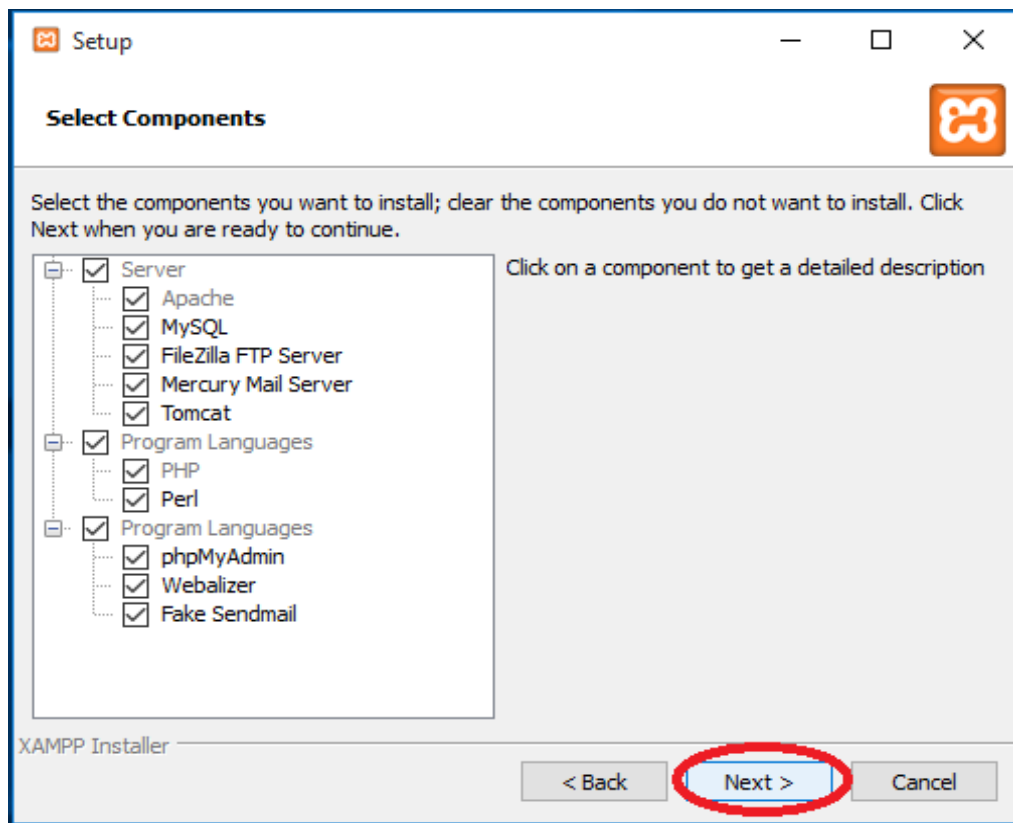 Setup
Select Components
Select the components you want to install; clear the components you do not want to install. Click
Next when you are ready to continue.
Server
Apache
MySQL
FileZilla FTP Server
Mercury Mail Server
Tomcat
Program Languages
PHP
Perl
Program Languages
phpMyAdmin
Webalizer
Fake Sendmail
Click on a component to get a detailed description
XAMPP Installer
< Back
Next >
Cancel